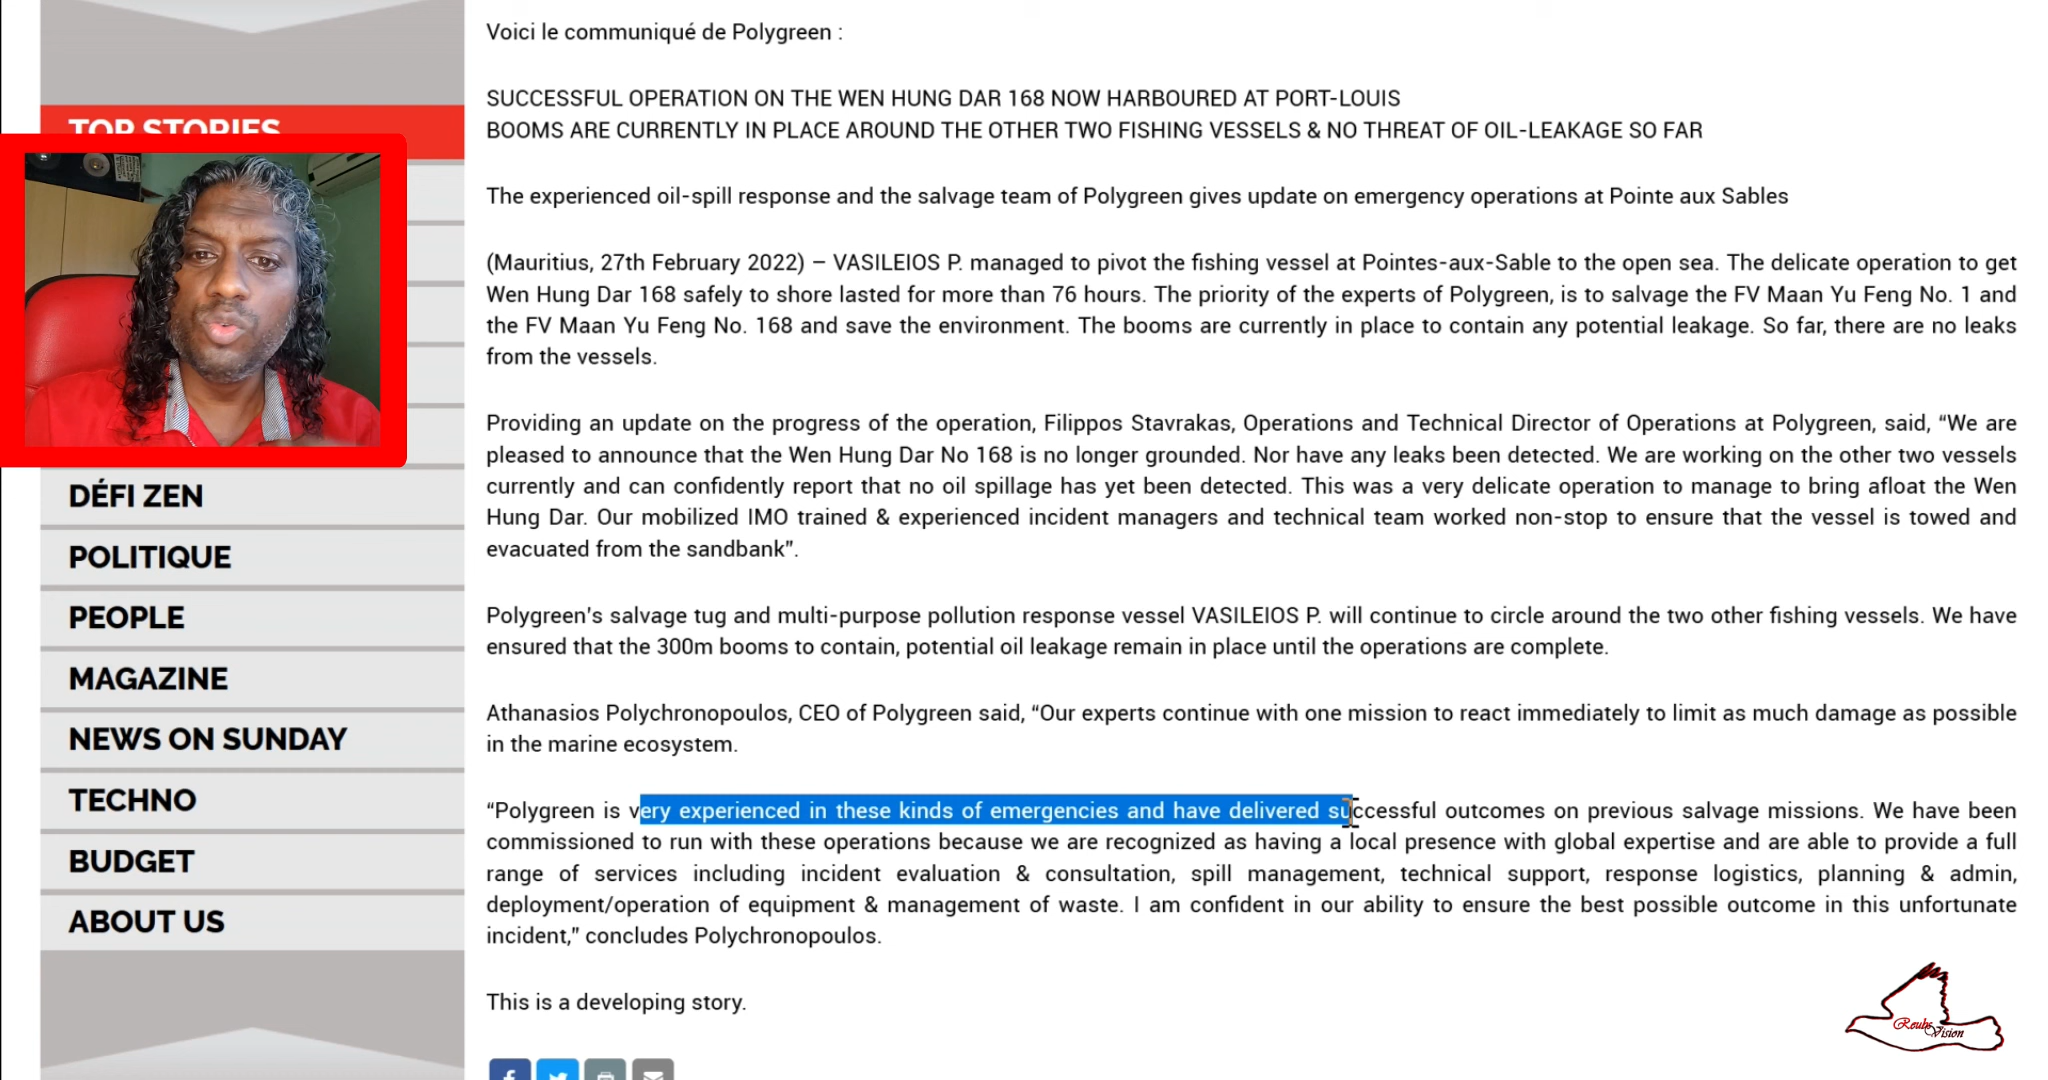 Voici le communiqué de Polygreen :
SUCCESSFUL OPERATION ON THE WEN HUNG DAR 168 NOW HARBOURED AT PORT-LOUIS
BOOMS ARE CURRENTLY IN PLACE AROUND THE OTHER TWO FISHING VESSELS & NO THREAT OF OIL-LEAKAGE SO FAR
The experienced oil-spill response and the salvage team of Polygreen gives update on emergency operations at Pointe aux Sables
(Mauritius, 27th February 2022) – VASILEIOS P. managed to pivot the fishing vessel at Pointes-aux-Sable to the open sea. The delicate operation to get
Wen Hung Dar 168 safely to shore lasted for more than 76 hours. The priority of the experts of Polygreen, is to salvage the FV Maan Yu Feng No. 1 and
the FV Maan Yu Feng No. 168 and save the environment. The booms are currently in place to contain any potential leakage. So far, there are no leaks
from the vessels.
Providing an update on the progress of the operation, Filippos Stavrakas, Operations and Technical Director of Operations at Polygreen, said, “We are
pleased to announce that the Wen Hung Dar No 168 is no longer grounded. Nor have any leaks been detected. We are working on the other two vessels
currently and can confidently report that no oil spillage has yet been detected. This was a very delicate operation to manage to bring afloat the Wen
Hung Dar. Our mobilized IMO trained & experienced incident managers and technical team worked non-stop to ensure that the vessel is towed and
evacuated from the sandbank”.
Polygreen’s salvage tug and multi-purpose pollution response vessel VASILEIOS P. will continue to circle around the two other fishing vessels. We have
ensured that the 300m booms to contain, potential oil leakage remain in place until the operations are complete.
Athanasios Polychronopoulos, CEO of Polygreen said, “Our experts continue with one mission to react immediately to limit as much damage as possible
in the marine ecosystem.
“Polygreen is very experienced in these kinds of emergencies and have delivered successful outcomes on previous salvage missions. We have been
commissioned to run with these operations because we are recognized as having a local presence with global expertise and are able to provide a full
range of services including incident evaluation & consultation, spill management, technical support, response logistics, planning & admin,
deployment/operation of equipment & management of waste. I am confident in our ability to ensure the best possible outcome in this unfortunate
incident,” concludes Polychronopoulos.
This is a developing story.
TOP STORIES
DÉFI ZEN
POLITIQUE
PEOPLE
MAGAZINE
NEWS ON SUNDAY
TECHNO
BUDGET
ABOUT US
Reubs
Vision